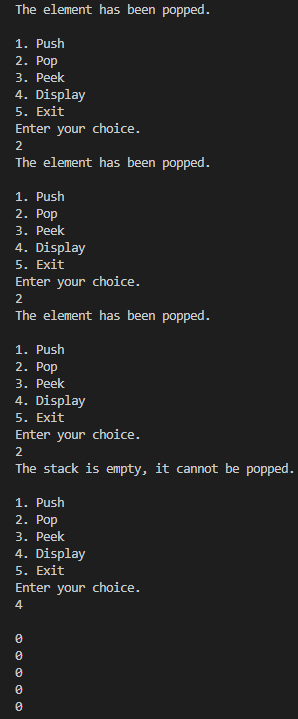 The element has been popped.
1. Push
2. Pop
3. Peek
4. Display
5. Exit
Enter your choice.
2
The element has been popped.
1. Push
2. Pop
3. Peek
4. Display
5. Exit
Enter your choice.
2
The element has been popped.
1. Push
2. Pop
3. Peek
4. Display
5. Exit
Enter your choice.
2
The stack is empty, it cannot be popped.
1. Push
2. Pop
3. Peek
4. Display
5. Exit
Enter your choice.
4
0
0
0
0
0